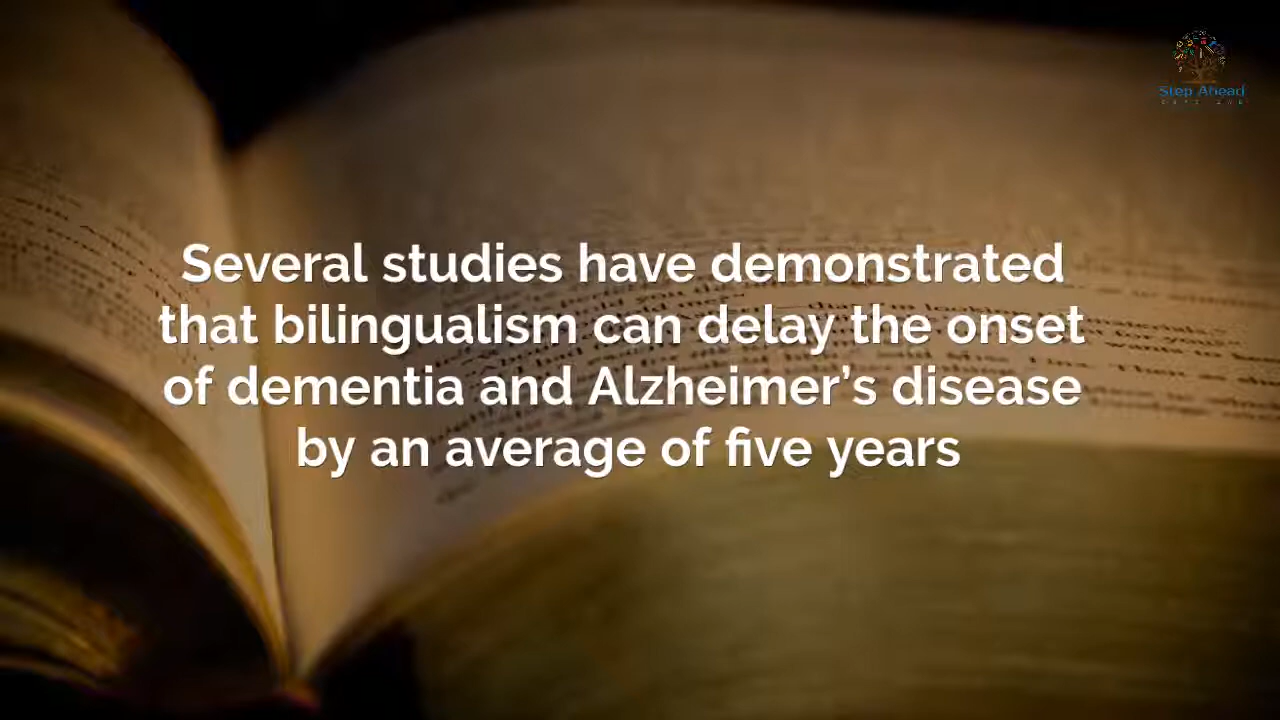 Step Ahead
Several studies have demonstrated
that bilingualism can delay the onset
of dementia and Alzheimer’s disease
by an average of five years